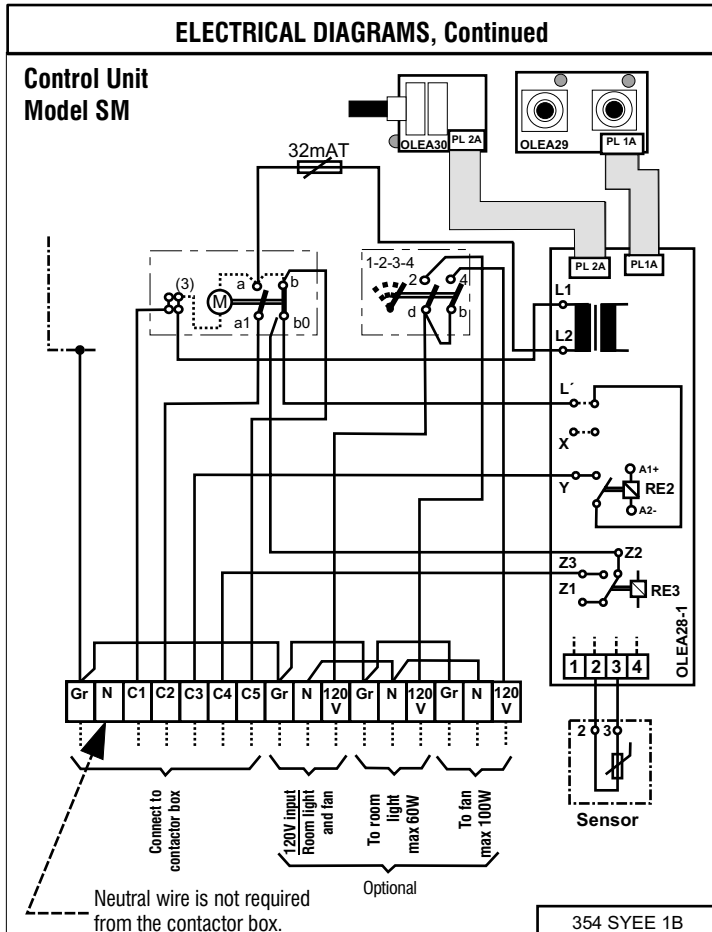 ELECTRICAL DIAGRAMS, Continued
Control Unit
Model SM
32mAT
OLEA30
PL 2A
OLEA29
PL 1A
PL 2A
PL1A
(3)
M
a
b
a1
b0
1-2-3-4
2
4
d
b
L1
L2
L´
X
Y
A1+
RE2
A2-
Z2
Z3
Z1
RE3
OLEA28-1
1 2 3 4
Gr N C1 C2 C3 C4 C5 Gr N 120 V Gr N 120 V Gr N 120 V
2 3
Sensor
Connect to
contactor box
120V input
Room light
and fan
To room
light
max 60W
To fan
max 100W
Optional
Neutral wire is not required
from the contactor box.
354 SYEE 1B